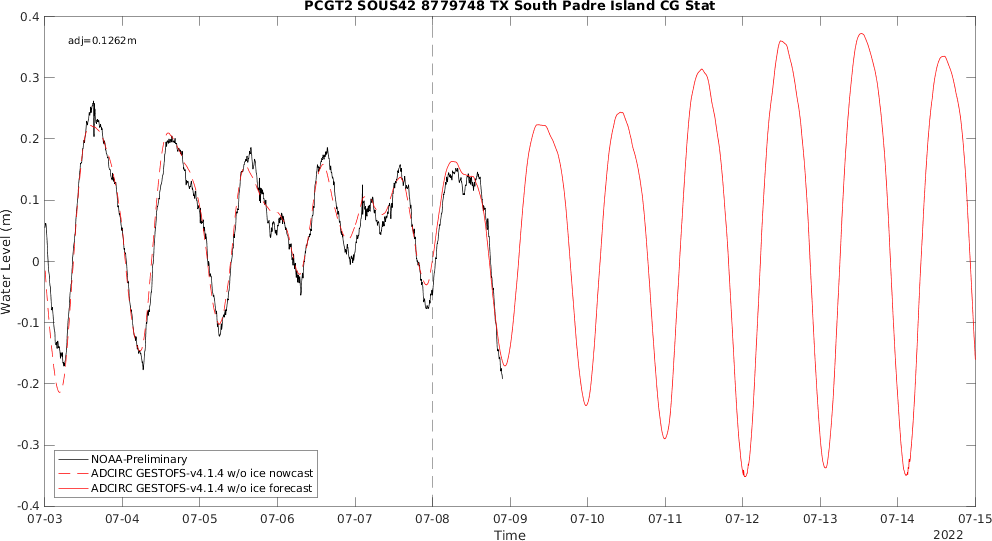 PCGT2 SOUS42 8779748 TX South Padre Island CG Stat
adj=0.1262m
0.4
0.3
0.2
0.1
0
-0.1
-0.2
-0.3
-0.4
Water Level (m)
NOAA-Preliminary
ADCIRC GESTOFS-v4.1.4 w/o ice nowcast
ADCIRC GESTOFS-v4.1.4 w/o ice forecast
07-03 07-04 07-05 07-06 07-07 07-08 07-09 07-10 07-11 07-12 07-13 07-14 07-15
Time
2022